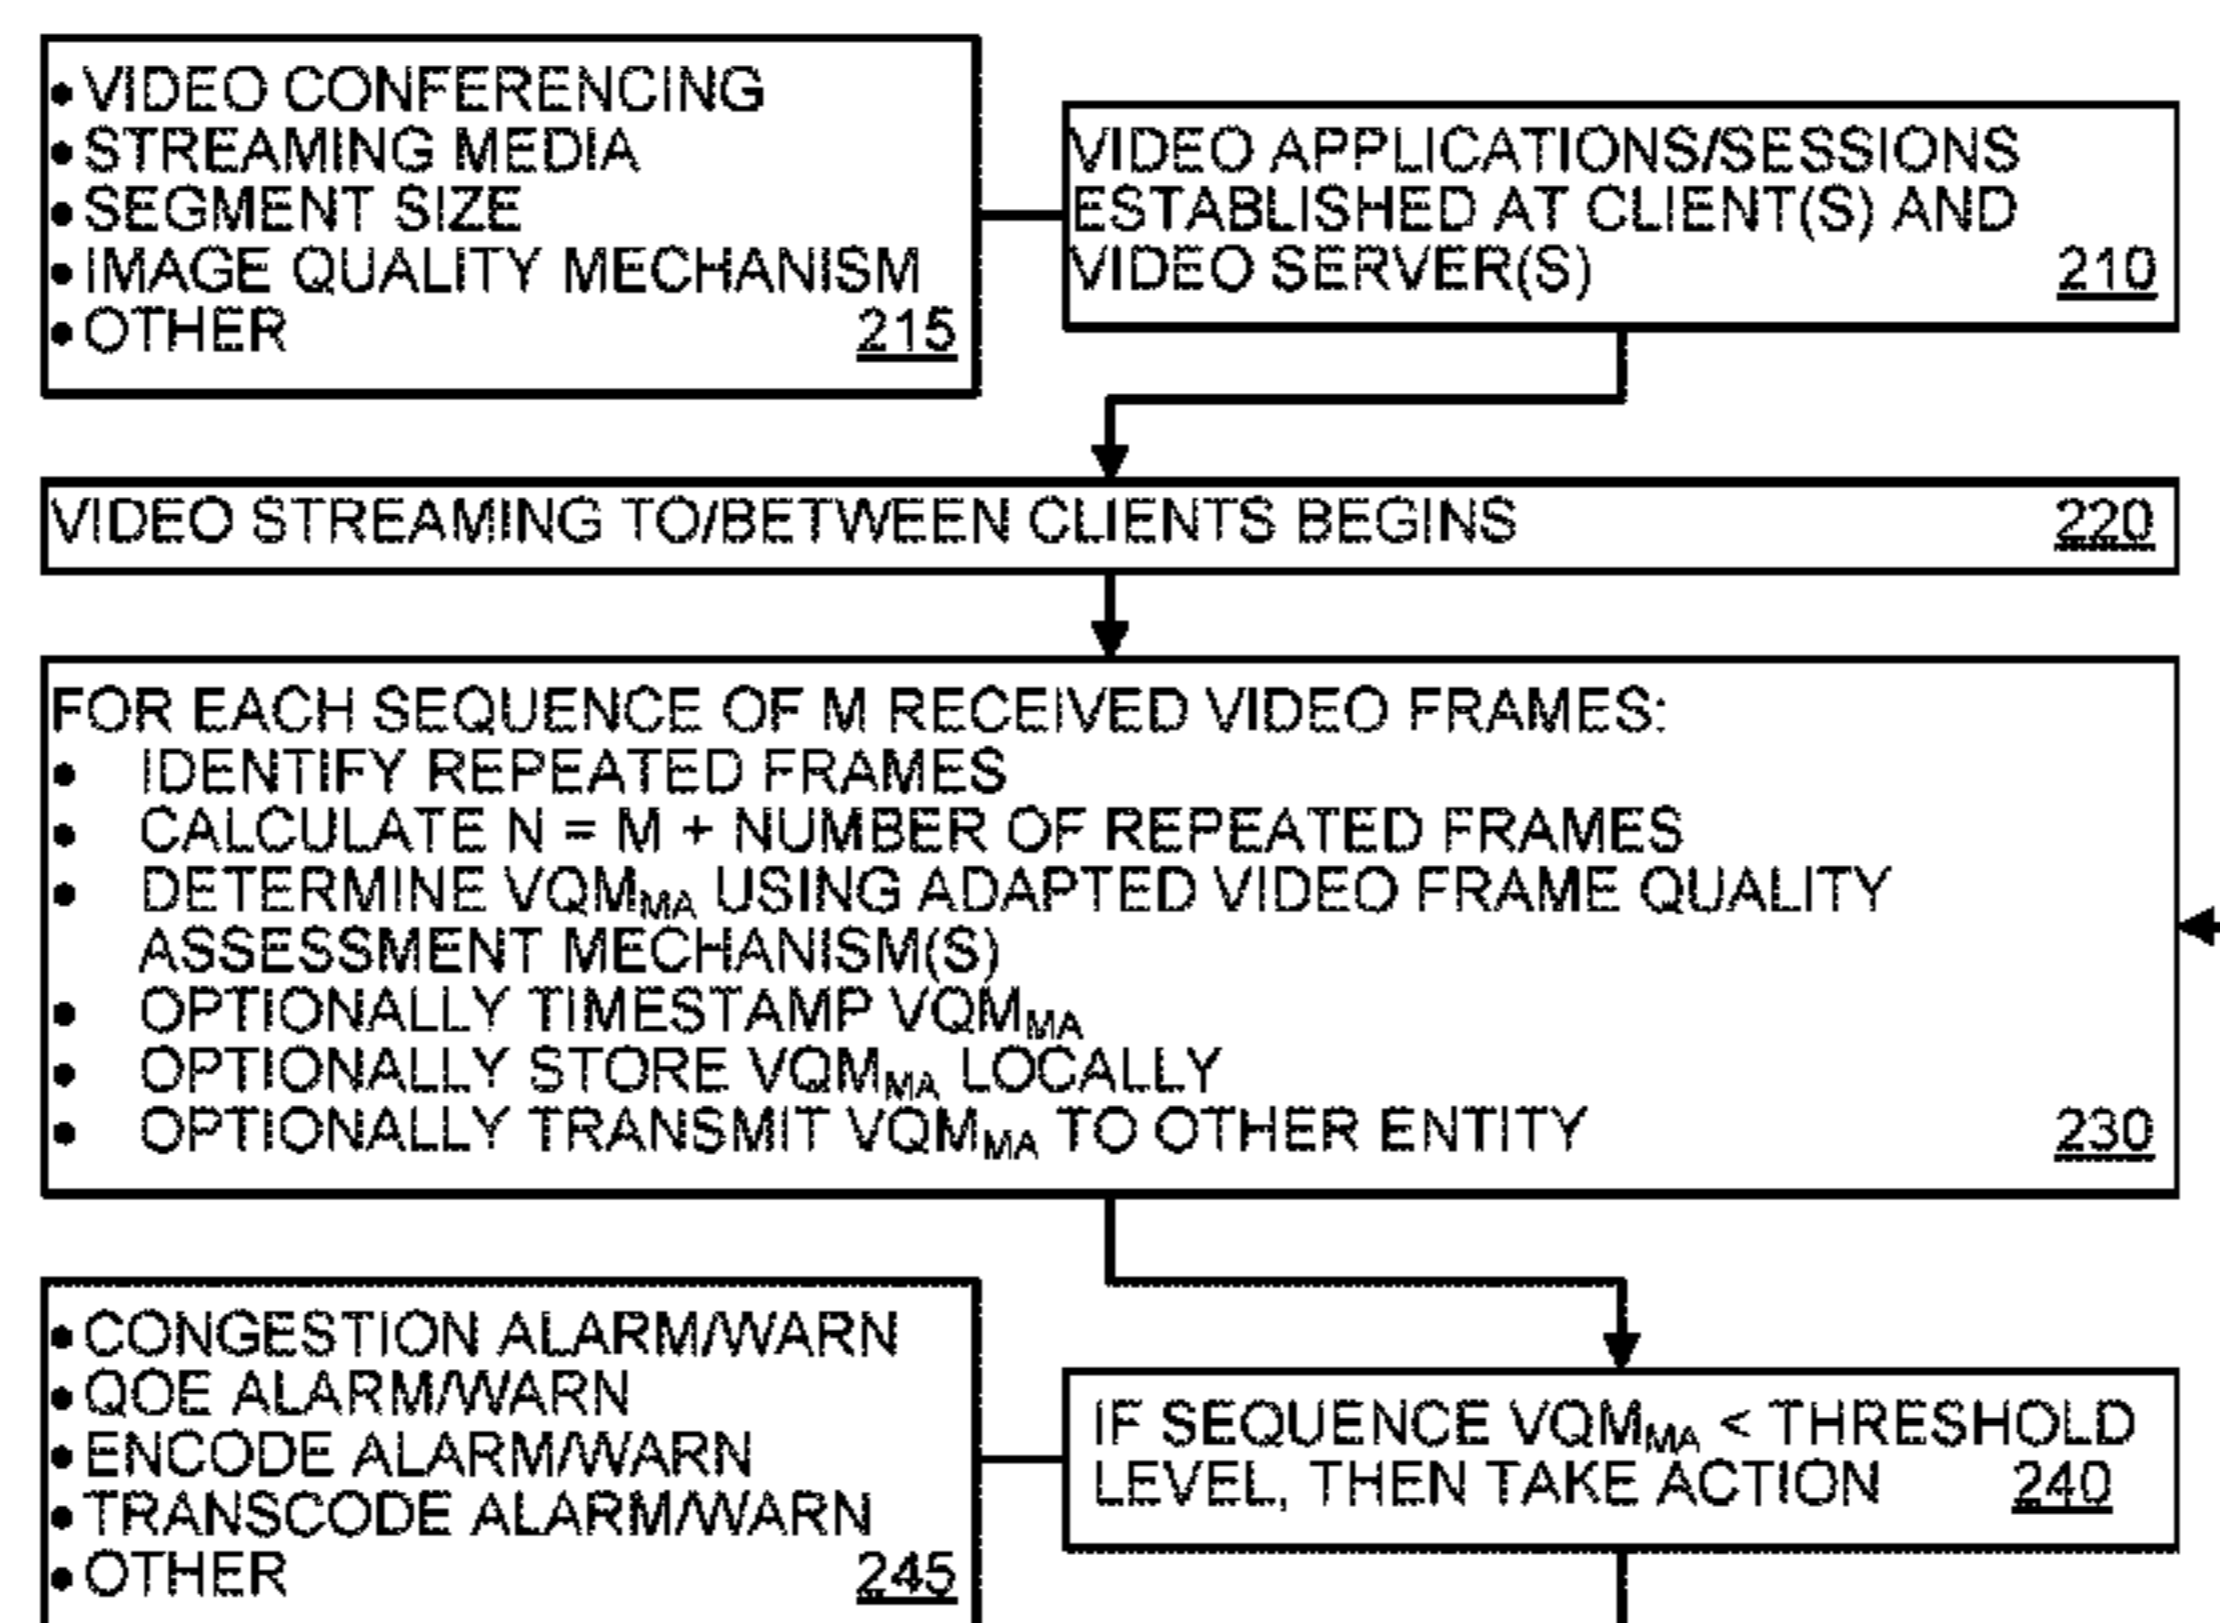 • VIDEO CONFERENCING
• STREAMING MEDIA
• SEGMENT SIZE
• IMAGE QUALITY MECHANISM
• OTHER 215
VIDEO APPLICATIONS/SESSIONS
ESTABLISHED AT CLIENT(S) AND
VIDEO SERVER(S) 210
VIDEO STREAMING TO/BETWEEN CLIENTS BEGINS 220
FOR EACH SEQUENCE OF M RECEIVED VIDEO FRAMES:
• IDENTIFY REPEATED FRAMES
• CALCULATE N = M + NUMBER OF REPEATED FRAMES
• DETERMINE VQMMA USING ADAPTED VIDEO FRAME QUALITY
ASSESSMENT MECHANISM(S)
• OPTIONALLY TIMESTAMP VQMMA
• OPTIONALLY STORE VQMMA LOCALLY
• OPTIONALLY TRANSMIT VQMMA TO OTHER ENTITY 230
• CONGESTION ALARM/WARN
• QOE ALARM/WARN
• ENCODE ALARM/WARN
• TRANSCODE ALARM/WARN
• OTHER 245
IF SEQUENCE VQMMA < THRESHOLD
LEVEL, THEN TAKE ACTION 240